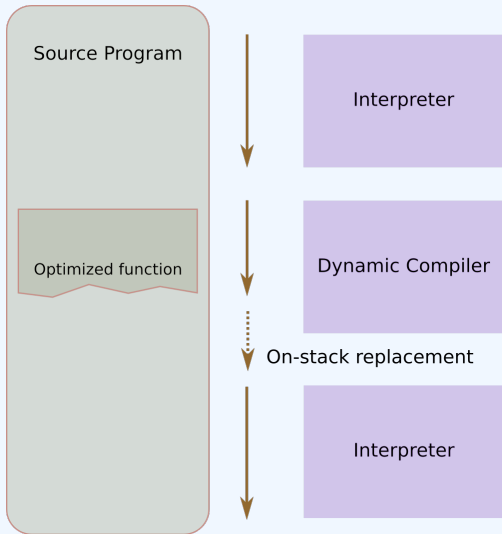 Source Program
Interpreter
Optimized function
Dynamic Compiler
On-stack replacement
Interpreter